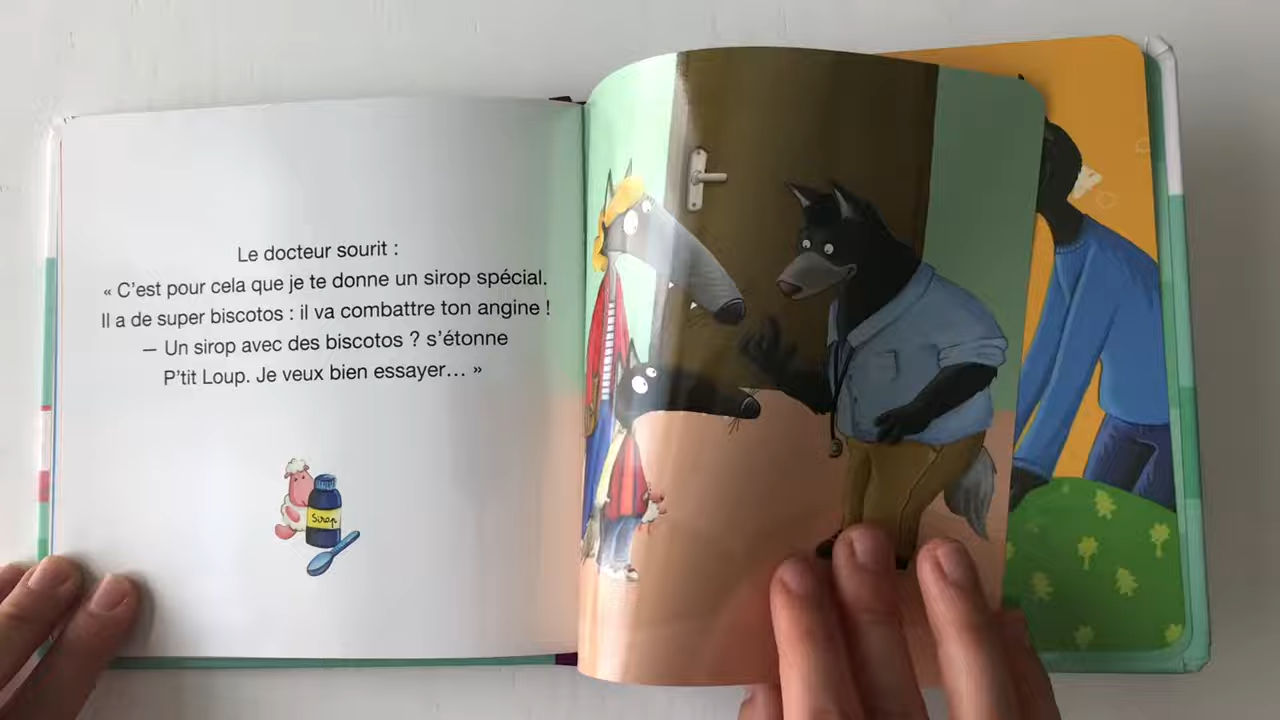 Le docteur sourit :
« C'est pour cela que je te donne un sirop spécial.
Il a de super biscotos : il va combattre ton angine !
— Un sirop avec des biscotos ? s'étonne
P'tit Loup. Je veux bien essayer… »
Sirop